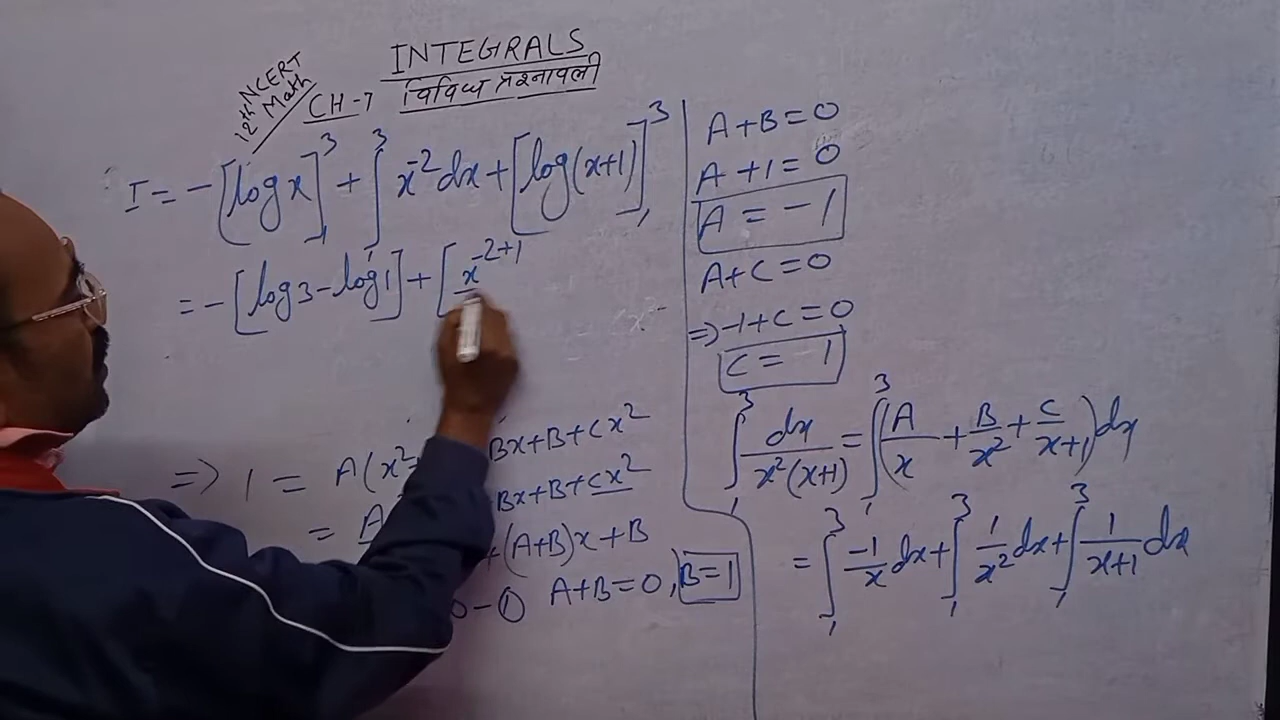 INTEGRALS
12th NCERT Math CH-7 विविध प्रश्नावली
I = -[log x]₁³ + ∫₁³ x⁻² dx + [log(x+1)]₁³
= -[log 3 - log 1] + [x⁻²⁺¹
⇒ 1 = A(x² Bx+B+Cx²
= A Bx+B+Cx²
+(A+B)x+B
0 - ① A+B=0, B=1
A+B=0
A+1=0
A = -1
A+C=0
⇒ -1+C=0
C = 1
∫₁³ dx/x²(x+1) = ∫₁³ (A/x + B/x² + C/x+1) dx
= ∫₁³ -1/x dx + ∫₁³ 1/x² dx + ∫₁³ 1/x+1 dx